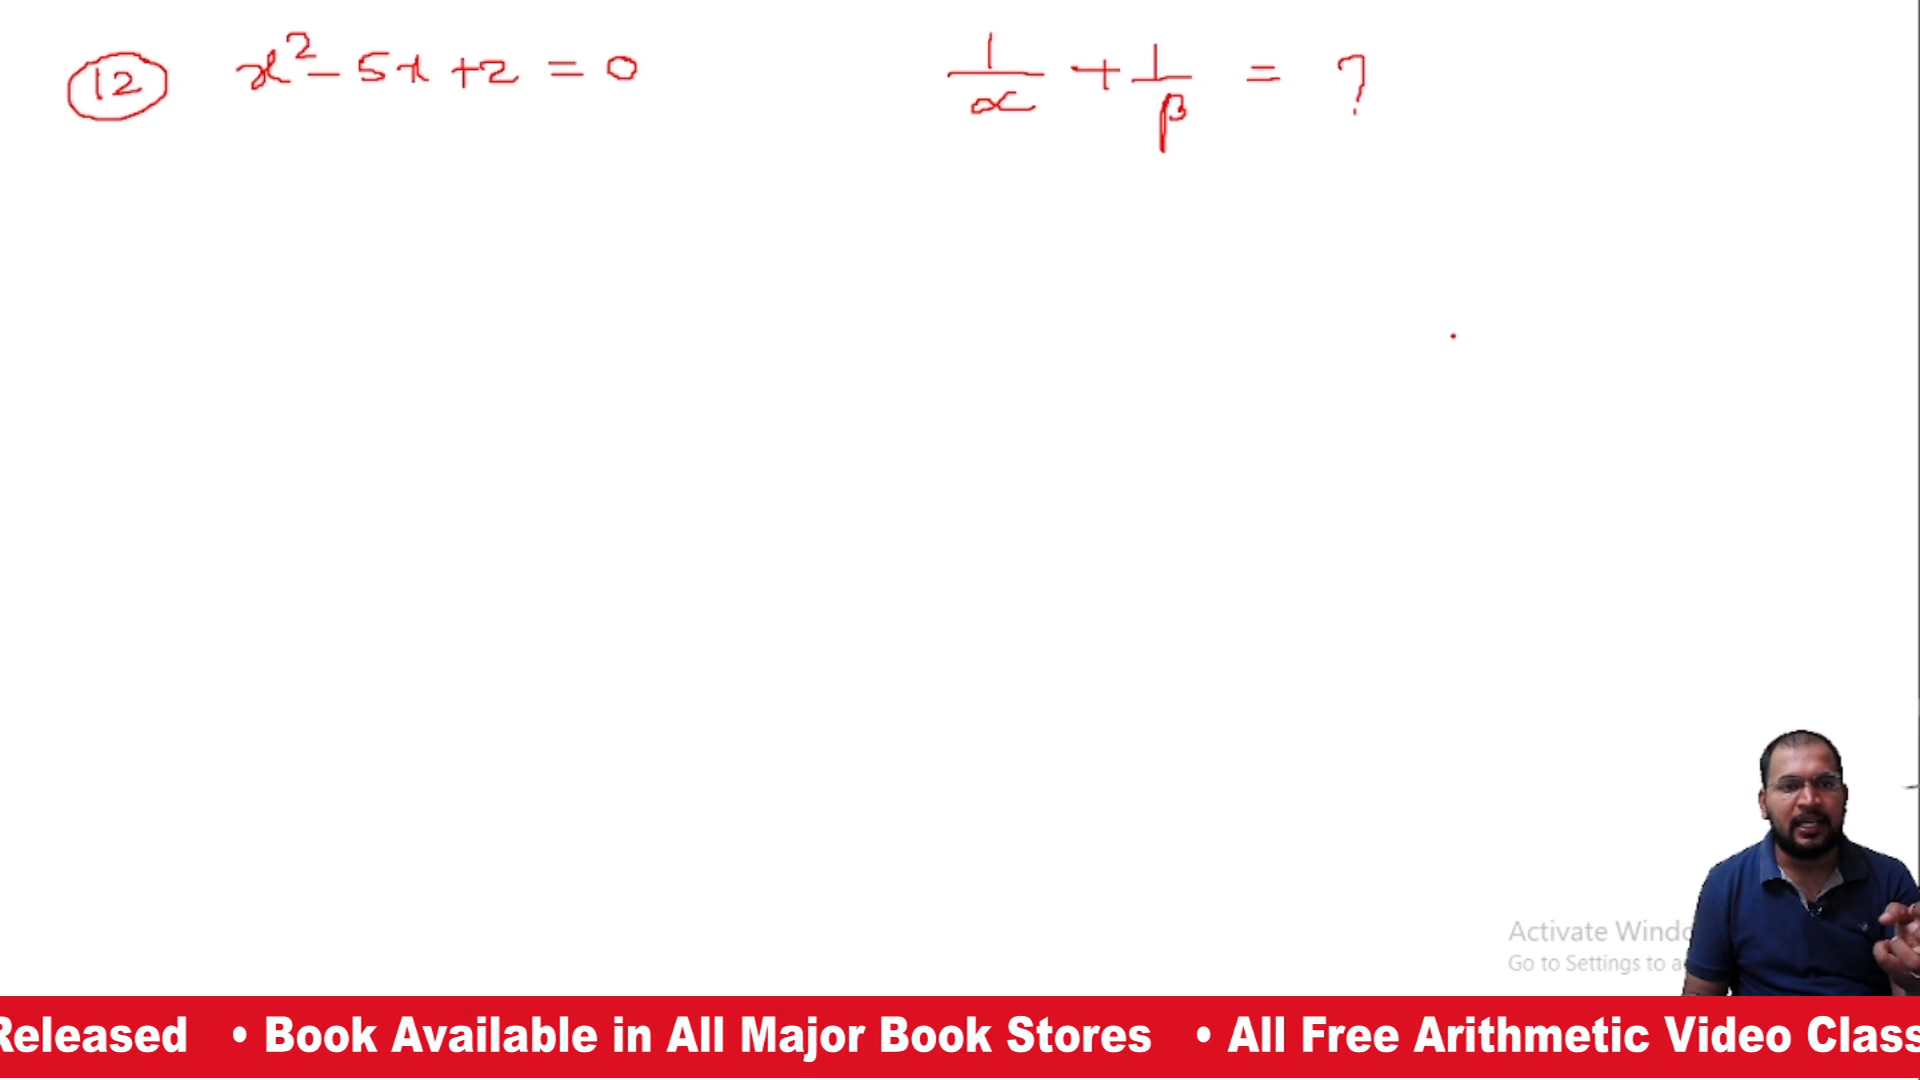 12 x² - 5x + 2 = 0
1/α + 1/β = ?
Activate Windo
Go to Settings to a
Released • Book Available in All Major Book Stores • All Free Arithmetic Video Class